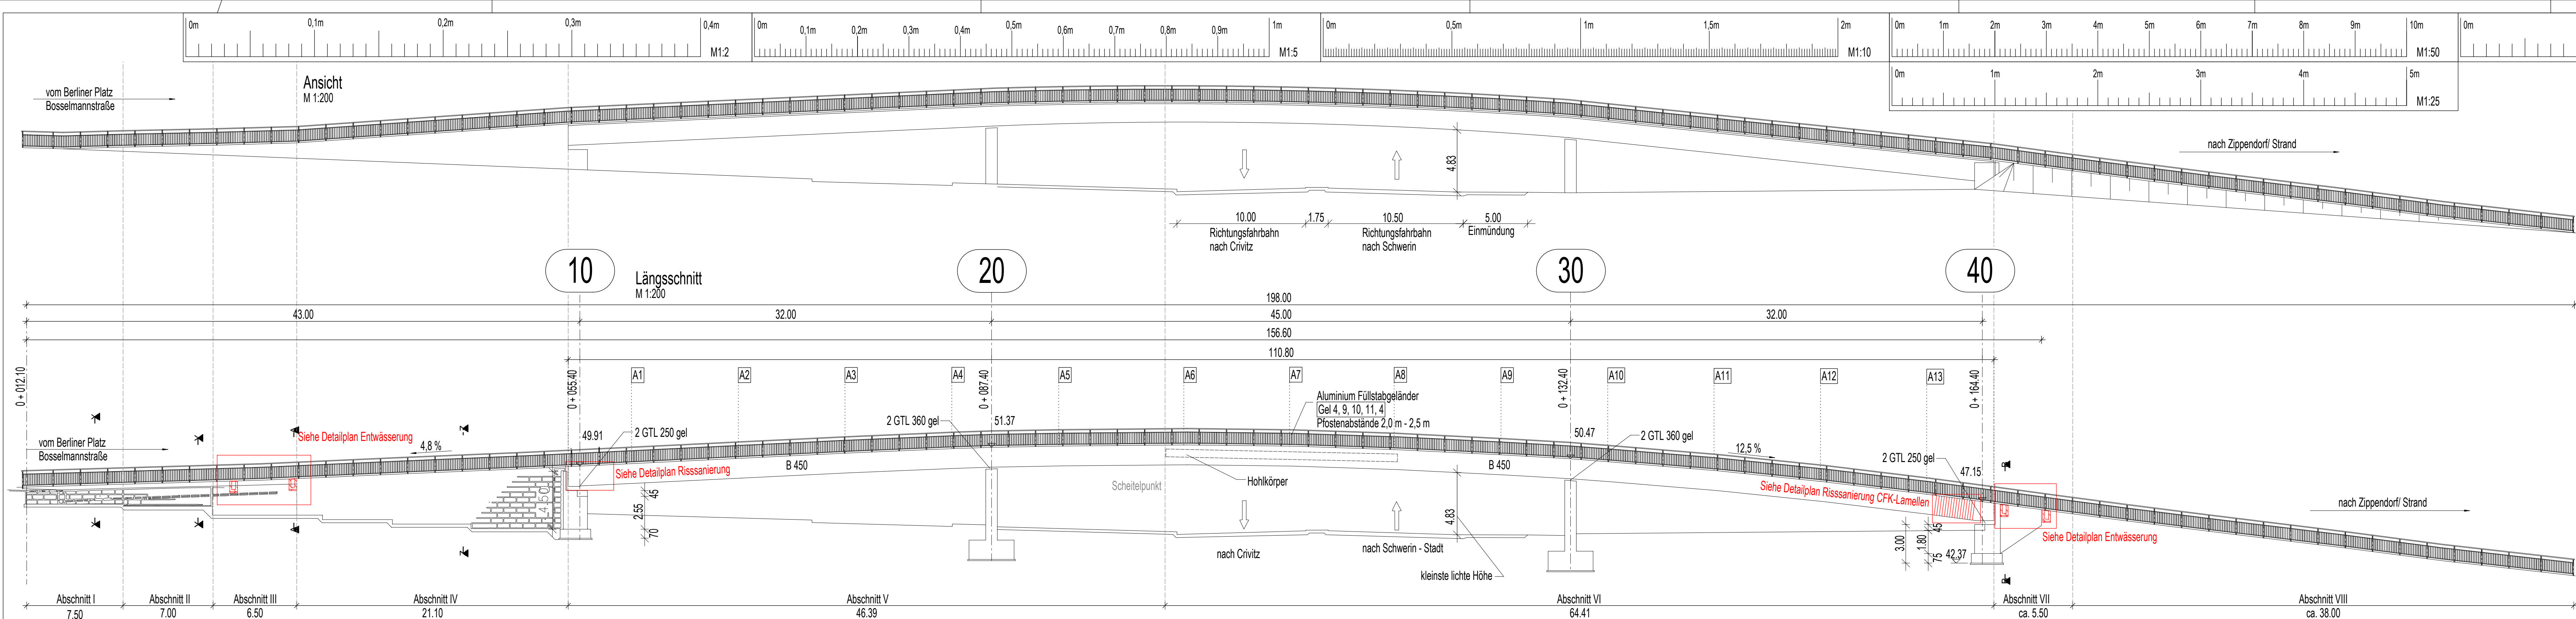 0m 0,1m 0,2m 0,3m 0,4m
M1:2
0m 0,1m 0,2m 0,3m 0,4m 0,5m 0,6m 0,7m 0,8m 0,9m 1m
M1:5
0m 0,5m 1m 1,5m 2m
M1:10
0m 1m 2m 3m 4m 5m 6m 7m 8m 9m 10m
M1:50
0m
0m 1m 2m 3m 4m 5m
M1:25
Ansicht
M 1:200
vom Berliner Platz
Bosselmannstraße
nach Zippendorf/ Strand
4.83
10.00 1.75 10.50 5.00
Richtungsfahrbahn
nach Crivitz
Richtungsfahrbahn
nach Schwerin
Einmündung
10 20 30 40
Längsschnitt
M 1:200
198.00
43.00 32.00 45.00 32.00
156.60
110.80
0 + 012.10
0 + 055.40
0 + 087.40
0 + 132.40
0 + 164.40
A1 A2 A3 A4 A5 A6 A7 A8 A9 A10 A11 A12 A13
Aluminium Füllstabgeländer
Gel 4, 9, 10, 11, 4
Pfostenabstände 2,0 m - 2,5 m
vom Berliner Platz
Bosselmannstraße
Siehe Detailplan Entwässerung
4,8 %
49.91
2 GTL 250 gel
Siehe Detailplan Risssanierung
2 GTL 360 gel
51.37
B 450
Hohlkörper
Scheitelpunkt
B 450
50.47
2 GTL 360 gel
12,5 %
2 GTL 250 gel
47.15
Siehe Detailplan Risssanierung CFK-Lamellen
4.50
45
2.55
70
4.83
nach Crivitz
nach Schwerin - Stadt
kleinste lichte Höhe
3.00
45
1.80
75
42.37
Siehe Detailplan Entwässerung
nach Zippendorf/ Strand
Abschnitt I
7.50
Abschnitt II
7.00
Abschnitt III
6.50
Abschnitt IV
21.10
Abschnitt V
46.39
Abschnitt VI
64.41
Abschnitt VII
ca. 5.50
Abschnitt VIII
ca. 38.00